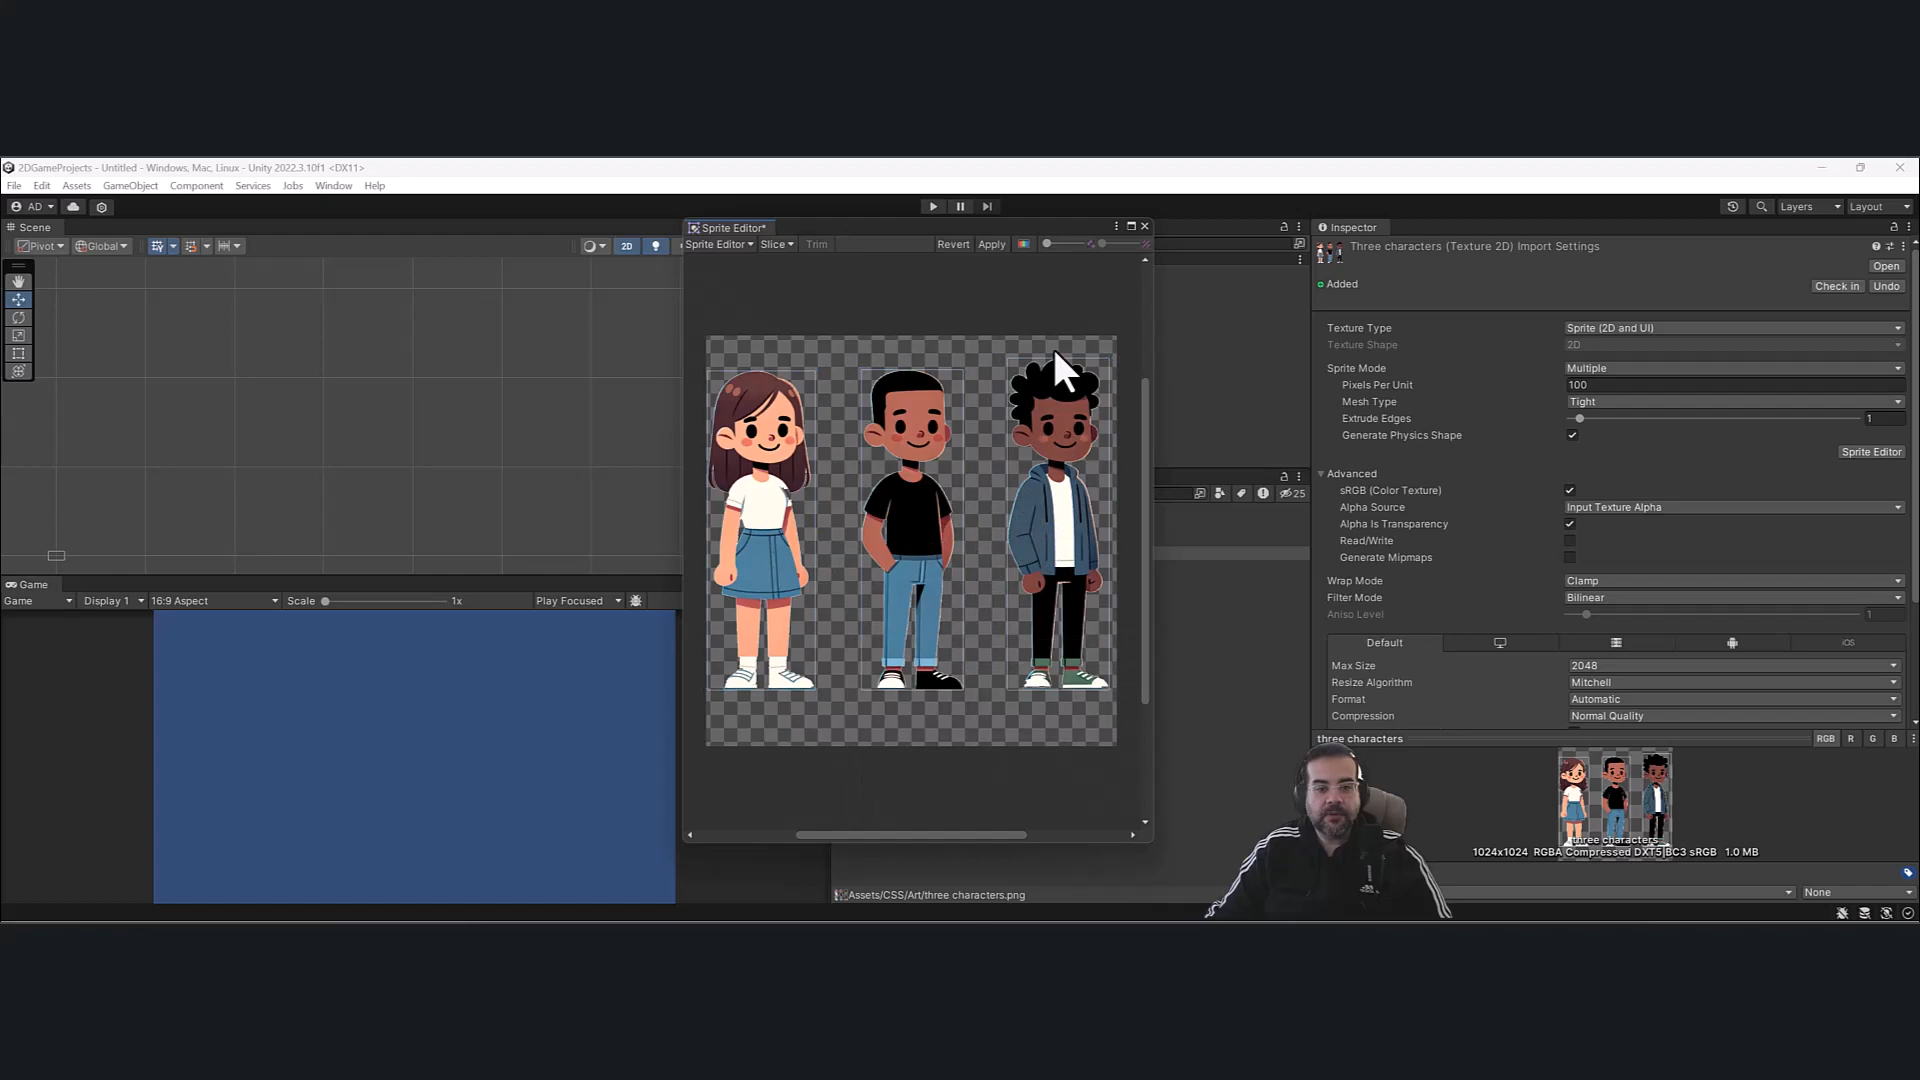 2DGameProjects - Untitled - Windows, Mac, Linux - Unity 2022.3.10f1 <DX11>
File Edit Assets GameObject Component Services Jobs Window Help
AD
Layers Layout
Scene
Pivot Global
2D
Sprite Editor*
Sprite Editor Slice Trim Revert Apply
25
Game
Game Display 1 16:9 Aspect Scale 1x Play Focused
Assets/CSS/Art/three characters.png
Inspector
Three characters (Texture 2D) Import Settings
Open
Added
Check in Undo
Texture Type Sprite (2D and UI)
Texture Shape 2D
Sprite Mode Multiple
Pixels Per Unit 100
Mesh Type Tight
Extrude Edges 1
Generate Physics Shape
Sprite Editor
Advanced
sRGB (Color Texture)
Alpha Source Input Texture Alpha
Alpha Is Transparency
Read/Write
Generate Mipmaps
Wrap Mode Clamp
Filter Mode Bilinear
Aniso Level 1
Default iOS
Max Size 2048
Resize Algorithm Mitchell
Format Automatic
Compression Normal Quality
three characters RGB R G B
three characters
1024x1024 RGBA Compressed DXT5|BC3 sRGB 1.0 MB
None